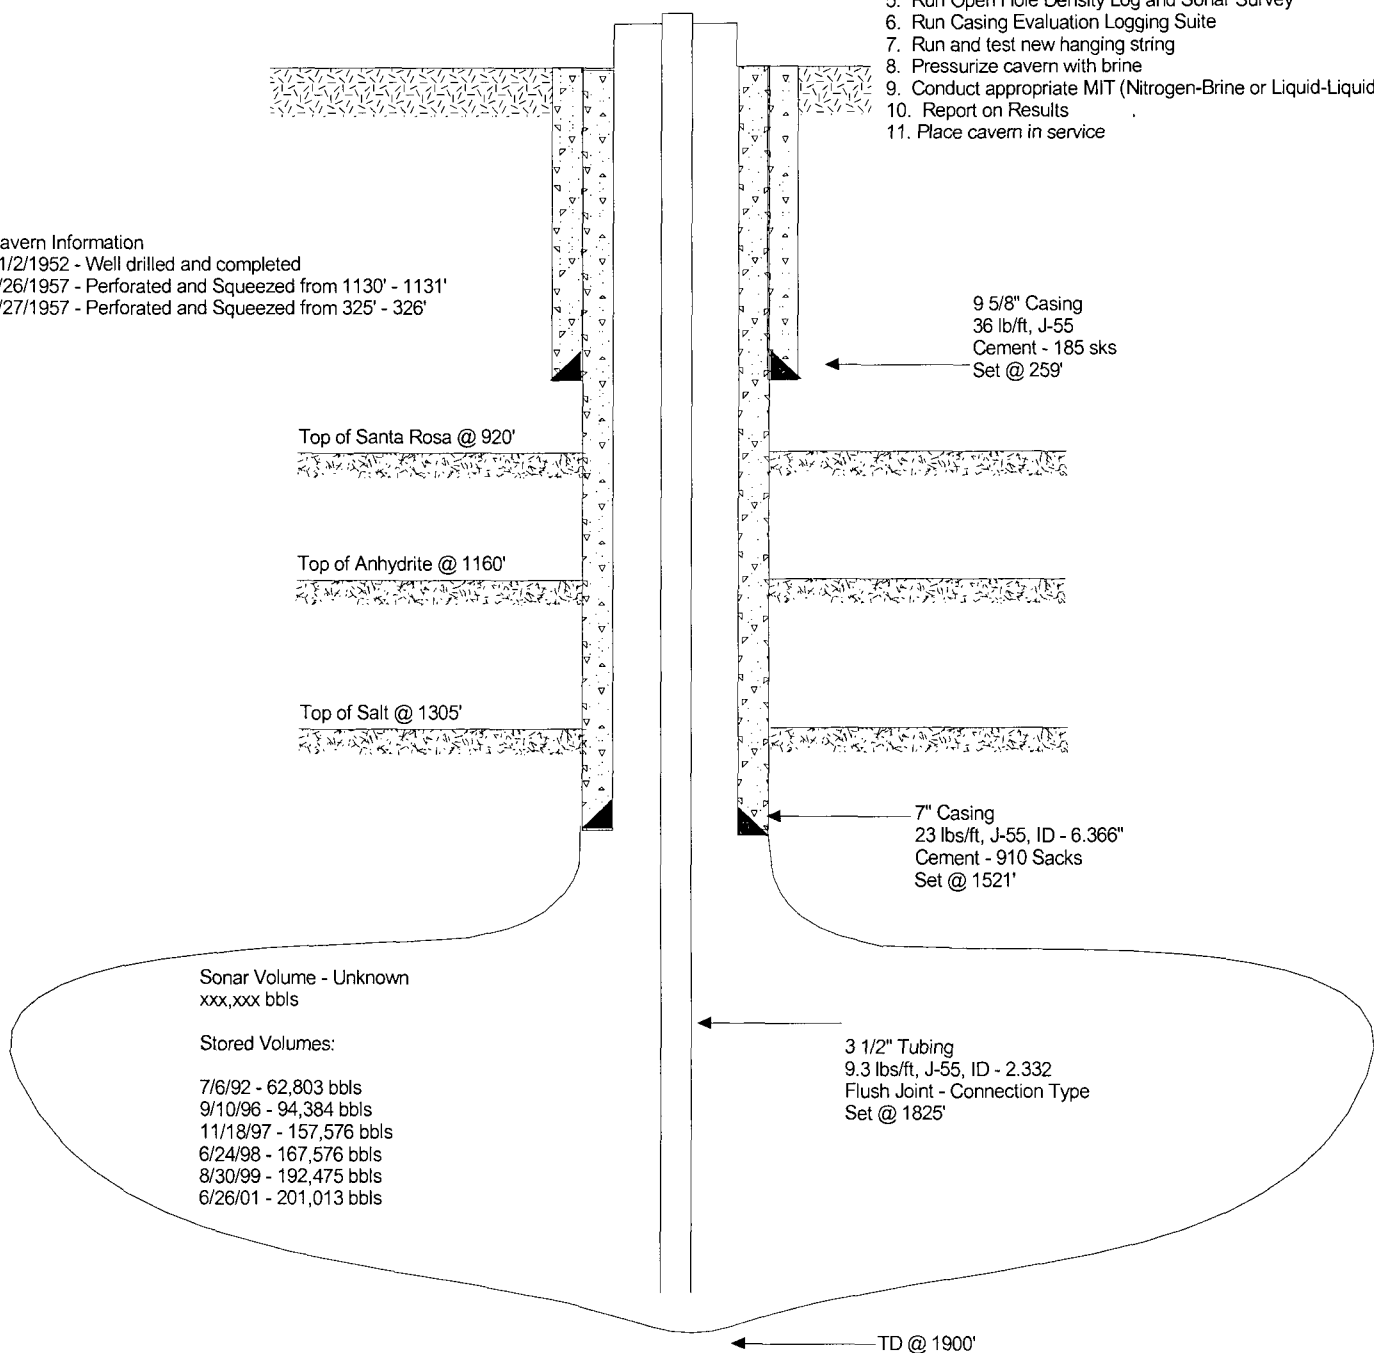 5. Run Open Hole Density Log and Sonar Survey
6. Run Casing Evaluation Logging Suite
7. Run and test new hanging string
8. Pressurize cavern with brine
9. Conduct appropriate MIT (Nitrogen-Brine or Liquid-Liquid
10. Report on Results
11. Place cavern in service
avern Information
1/2/1952 - Well drilled and completed
/26/1957 - Perforated and Squeezed from 1130' - 1131'
/27/1957 - Perforated and Squeezed from 325' - 326'
9 5/8" Casing
36 lb/ft, J-55
Cement - 185 sks
Set @ 259'
Top of Santa Rosa @ 920'
Top of Anhydrite @ 1160'
Top of Salt @ 1305'
7" Casing
23 lbs/ft, J-55, ID - 6.366"
Cement - 910 Sacks
Set @ 1521'
Sonar Volume - Unknown
xxx,xxx bbls
Stored Volumes:
7/6/92 - 62,803 bbls
9/10/96 - 94,384 bbls
11/18/97 - 157,576 bbls
6/24/98 - 167,576 bbls
8/30/99 - 192,475 bbls
6/26/01 - 201,013 bbls
3 1/2" Tubing
9.3 lbs/ft, J-55, ID - 2.332
Flush Joint - Connection Type
Set @ 1825'
TD @ 1900'